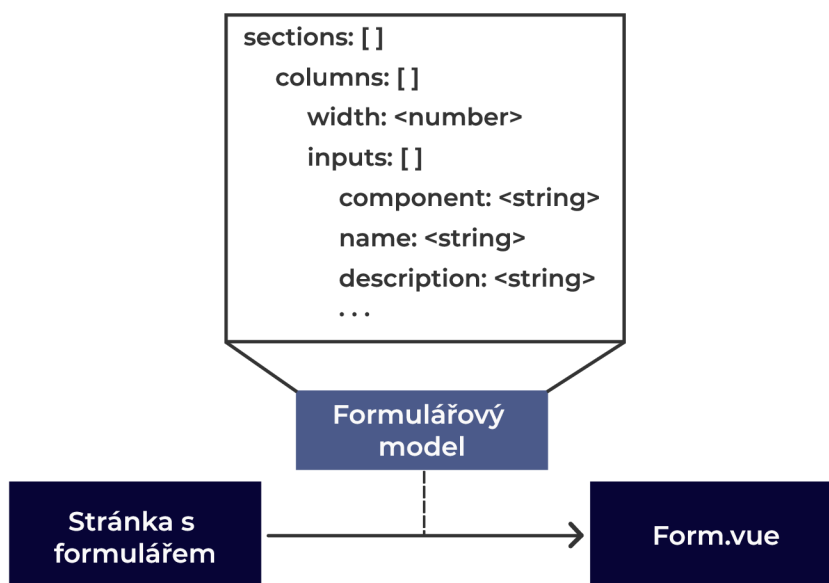 sections: [ ]
columns: [ ]
width: <number>
inputs: [ ]
component: <string>
name: <string>
description: <string>
. . .
Formulářový
model
Stránka s
formulářem
Form.vue